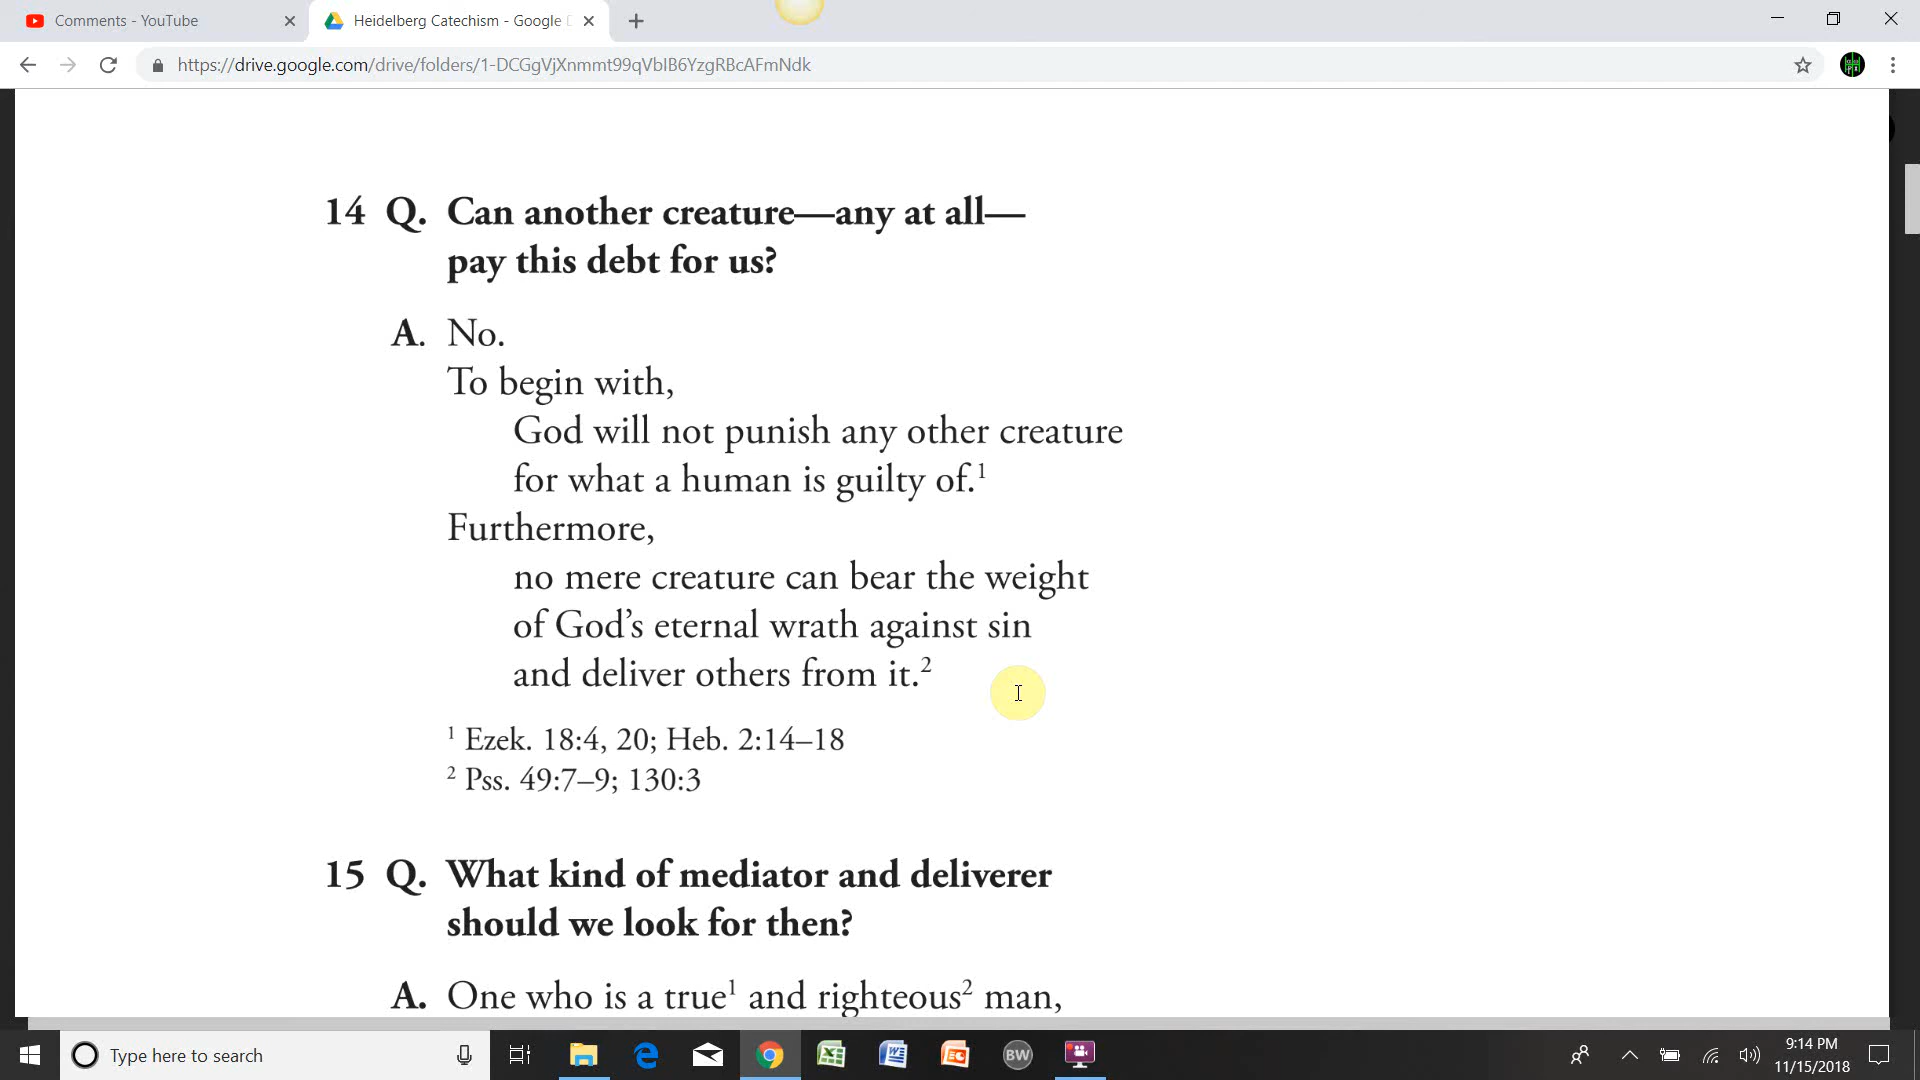 Comments - YouTube
Heidelberg Catechism - Google
https://drive.google.com/drive/folders/1-DCGgVjXnmmt99qVbIB6YzgRBcAFmNdk
14 Q. Can another creature—any at all—
pay this debt for us?
A. No.
To begin with,
God will not punish any other creature
for what a human is guilty of.1
Furthermore,
no mere creature can bear the weight
of God's eternal wrath against sin
and deliver others from it.2
1 Ezek. 18:4, 20; Heb. 2:14–18
2 Pss. 49:7–9; 130:3
15 Q. What kind of mediator and deliverer
should we look for then?
A. One who is a true1 and righteous2 man,
Type here to search
BW
9:14 PM
11/15/2018